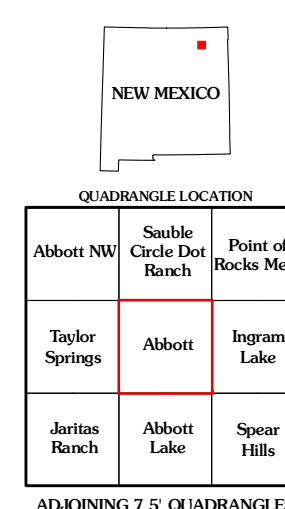 NEW MEXICO
QUADRANGLE LOCATION
Abbott NW
Sauble
Circle Dot
Ranch
Point of
Rocks Me
Taylor
Springs
Abbott
Ingram
Lake
Jaritas
Ranch
Abbott
Lake
Spear
Hills
ADJOINING 7.5' QUADRANGLES